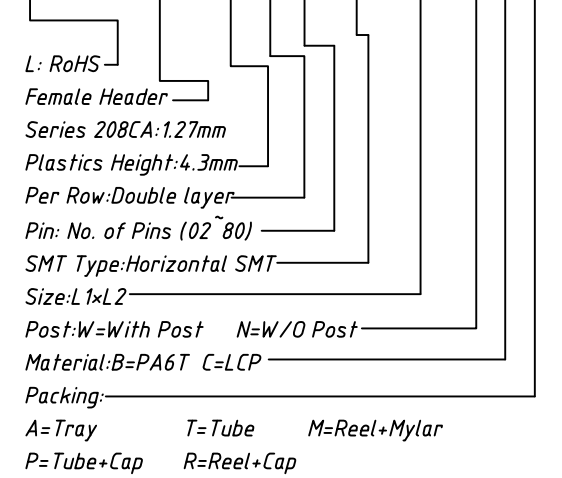 L: RoHS
Female Header
Series 208CA:1.27mm
Plastics Height:4.3mm
Per Row:Double layer
Pin: No. of Pins (02~80)
SMT Type:Horizontal SMT
Size:L1×L2
Post:W=With Post N=W/O Post
Material:B=PA6T C=LCP
Packing:
A=Tray T=Tube M=Reel+Mylar
P=Tube+Cap R=Reel+Cap